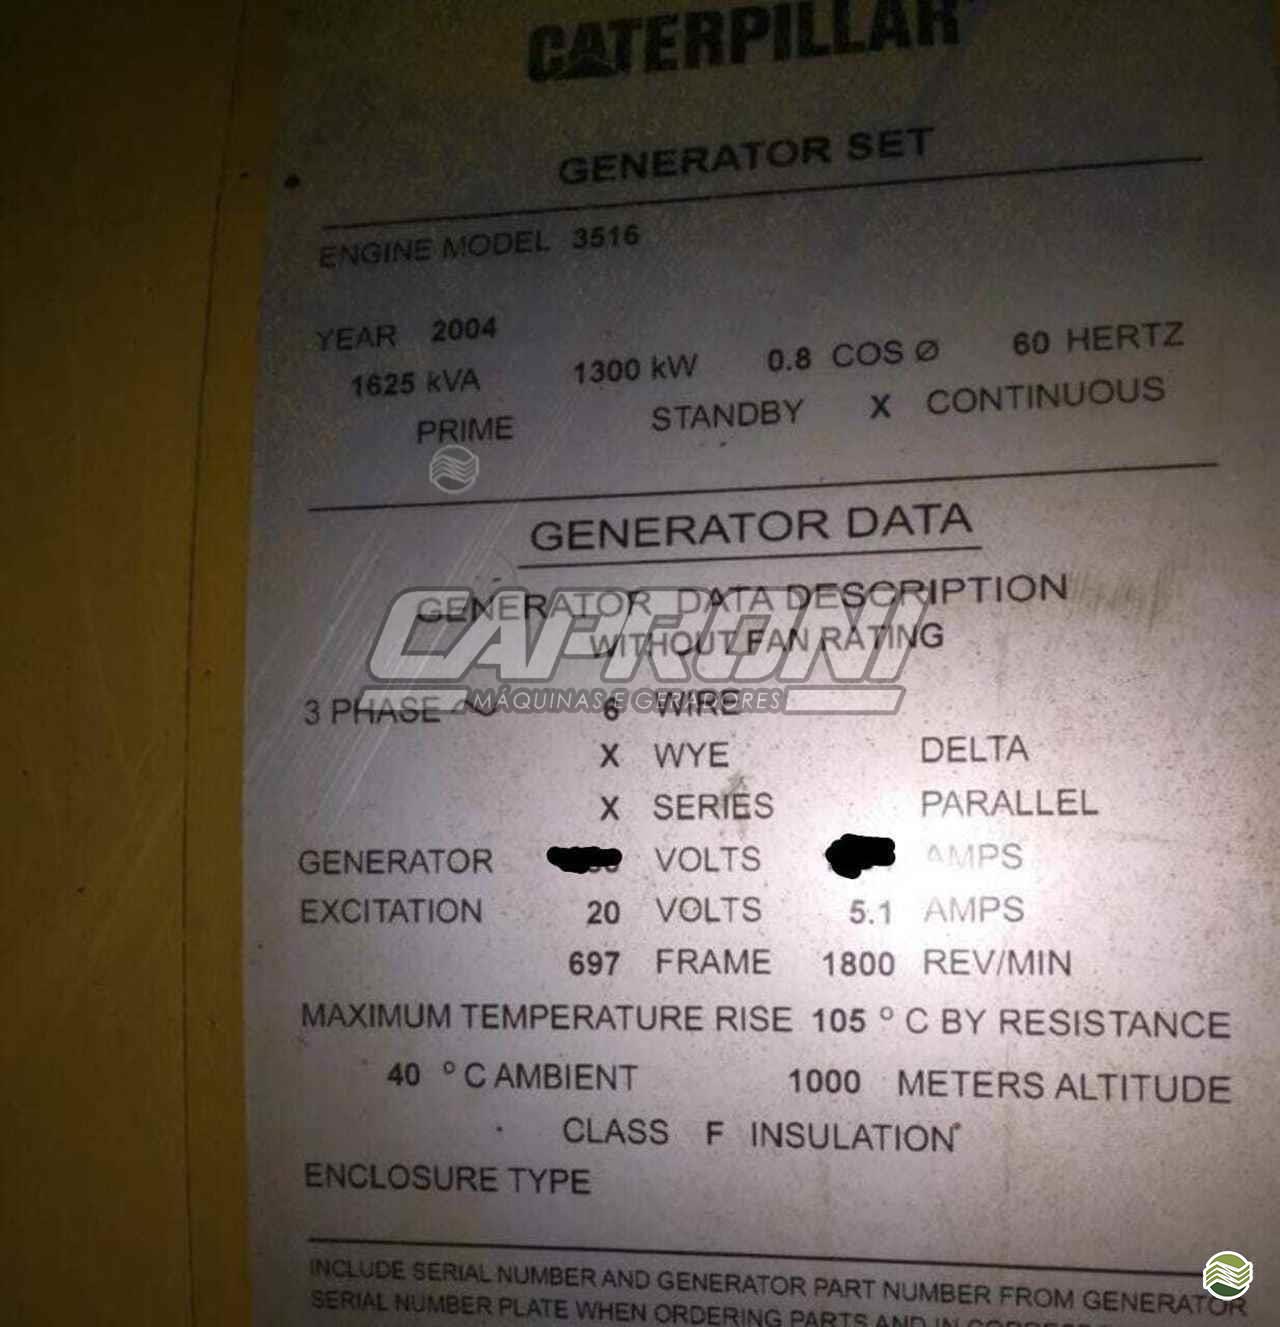 CATERPILLAR
GENERATOR SET
ENGINE MODEL 3516
YEAR 2004
1625 kVA 1300 kW 0.8 COS Ø 60 HERTZ
PRIME STANDBY X CONTINUOUS
GENERATOR DATA
GENERATOR DATA DESCRIPTION
WITHOUT FAN RATING
CAPRONI
MÁQUINAS E GERADORES
3 PHASE 6 WIRE
X WYE DELTA
X SERIES PARALLEL
GENERATOR VOLTS AMPS
EXCITATION 20 VOLTS 5.1 AMPS
697 FRAME 1800 REV/MIN
MAXIMUM TEMPERATURE RISE 105 ° C BY RESISTANCE
40 ° C AMBIENT 1000 METERS ALTITUDE
CLASS F INSULATION
ENCLOSURE TYPE
INCLUDE SERIAL NUMBER AND GENERATOR PART NUMBER FROM GENERATOR
SERIAL NUMBER PLATE WHEN ORDERING PARTS AND IN